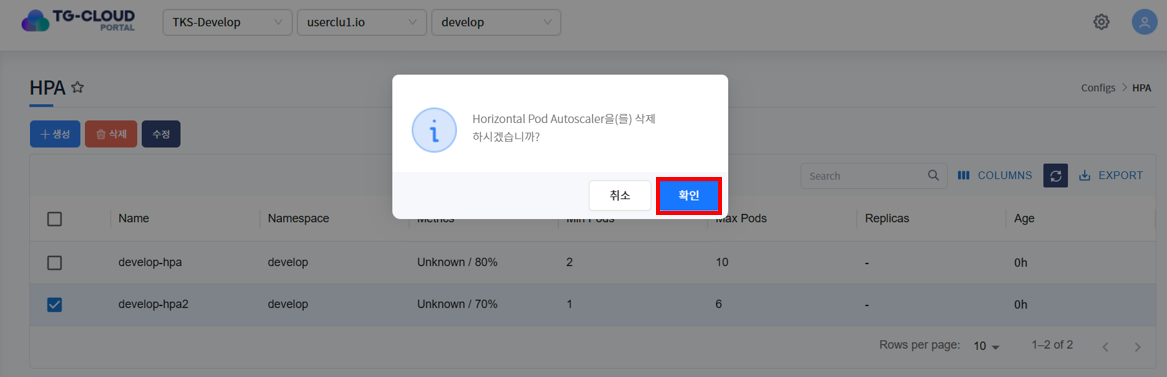 TG-CLOUD
PORTAL
TKS-Develop
userclu1.io
develop
HPA
Configs > HPA
+ 생성
삭제
수정
Horizontal Pod Autoscaler을(를) 삭제
하시겠습니까?
취소
확인
Search
COLUMNS
EXPORT
Name Namespace Metrics Min Pods Max Pods Replicas Age
develop-hpa develop Unknown / 80% 2 10 - 0h
develop-hpa2 develop Unknown / 70% 1 6 - 0h
Rows per page: 10 1–2 of 2